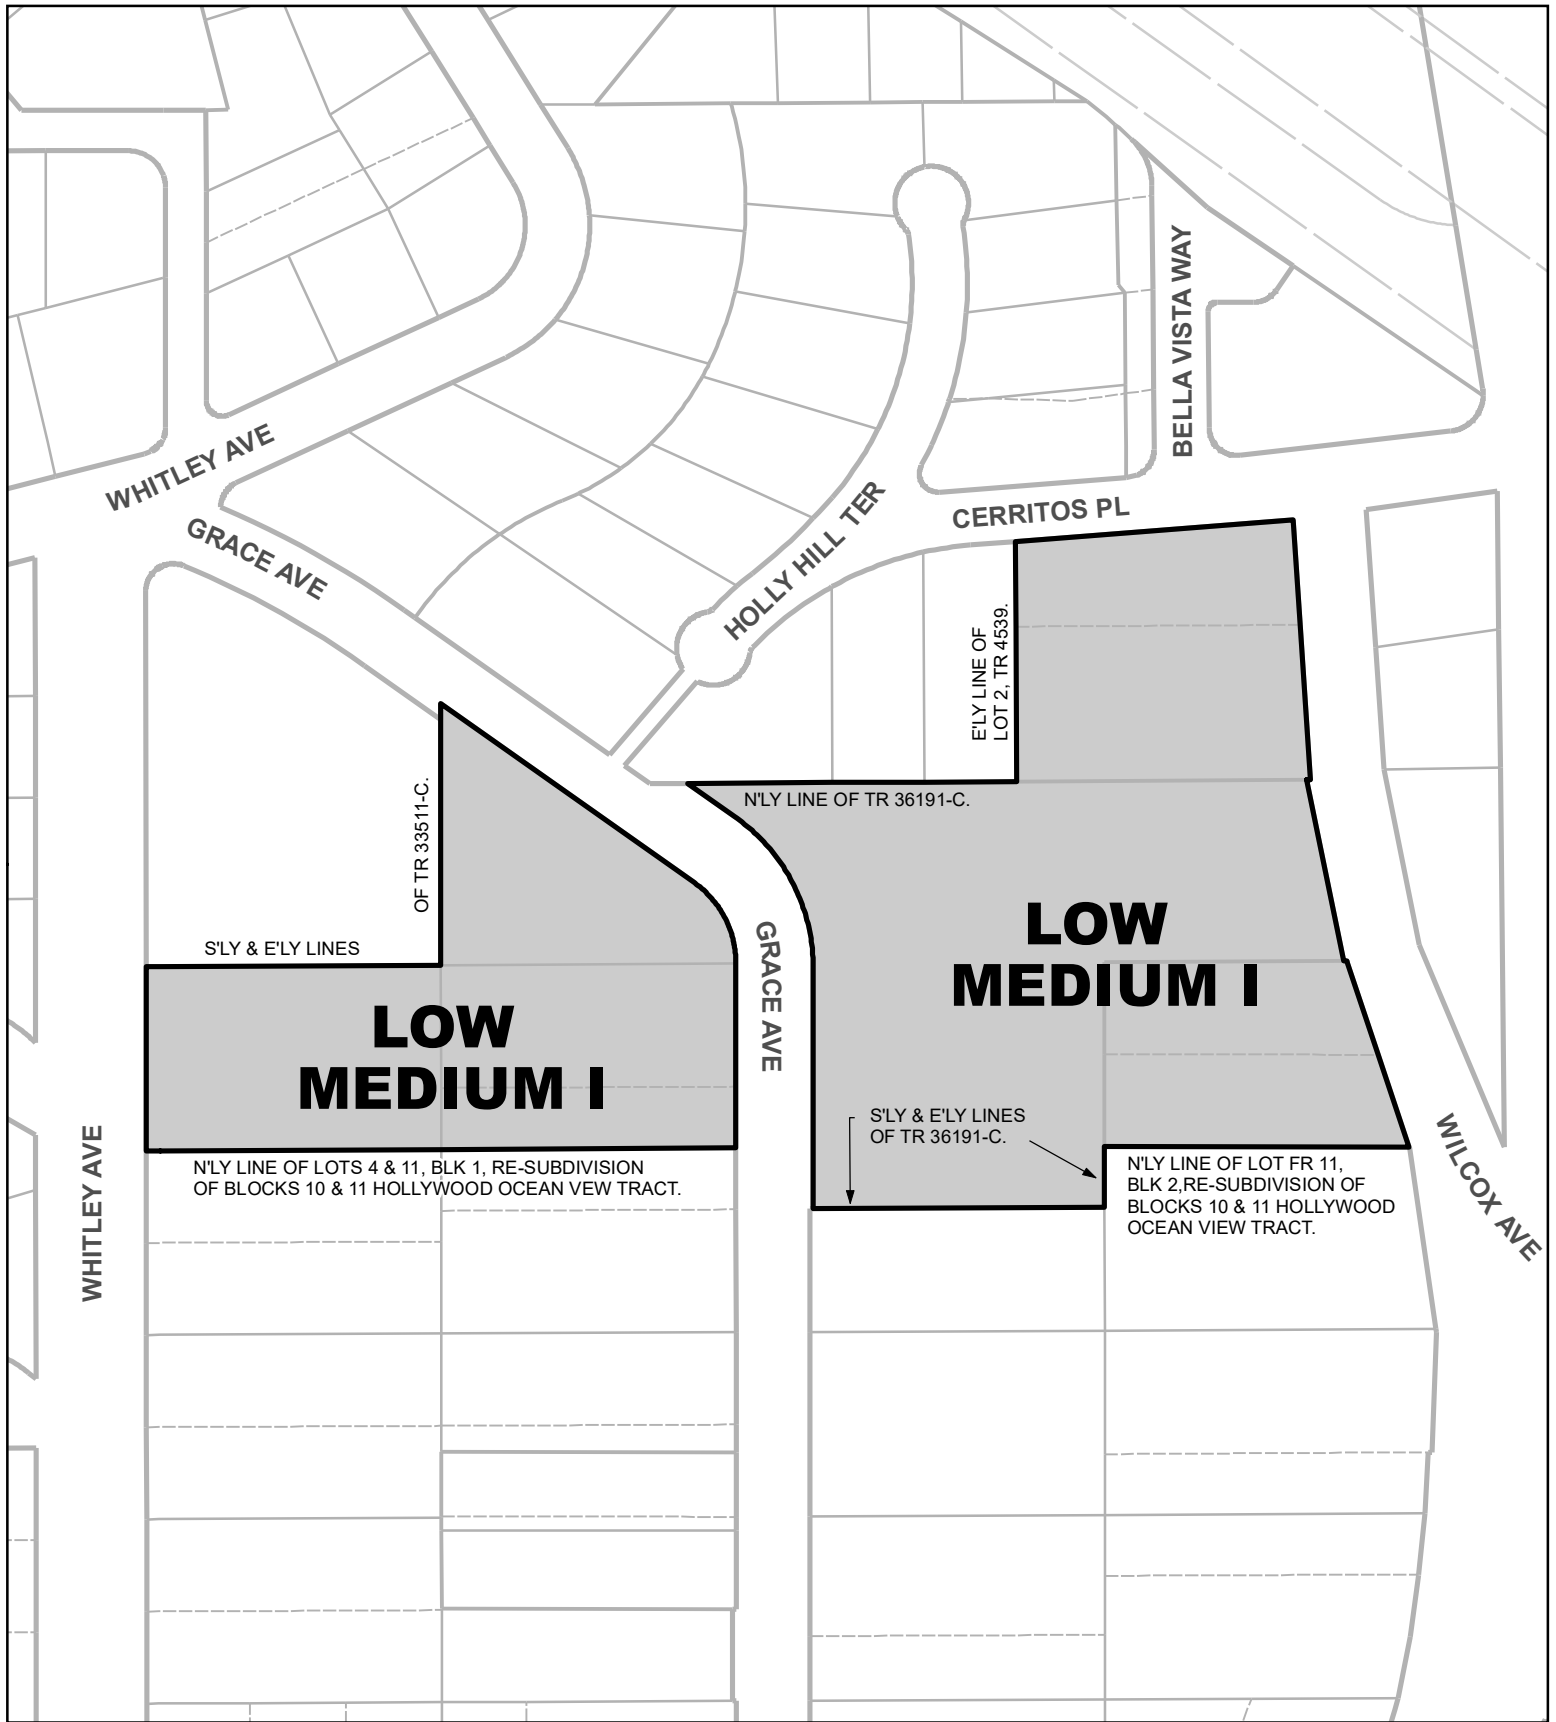 WHITLEY AVE
GRACE AVE
HOLLY HILL TER
CERRITOS PL
BELLA VISTA WAY
E'LY LINE OF
LOT 2, TR 4539.
N'LY LINE OF TR 36191-C.
OF TR 33511-C.
S'LY & E'LY LINES
LOW
MEDIUM I
GRACE AVE
LOW
MEDIUM I
S'LY & E'LY LINES
OF TR 36191-C.
WHITLEY AVE
N'LY LINE OF LOTS 4 & 11, BLK 1, RE-SUBDIVISION
OF BLOCKS 10 & 11 HOLLYWOOD OCEAN VEW TRACT.
N'LY LINE OF LOT FR 11,
BLK 2,RE-SUBDIVISION OF
BLOCKS 10 & 11 HOLLYWOOD
OCEAN VIEW TRACT.
WILCOX AVE